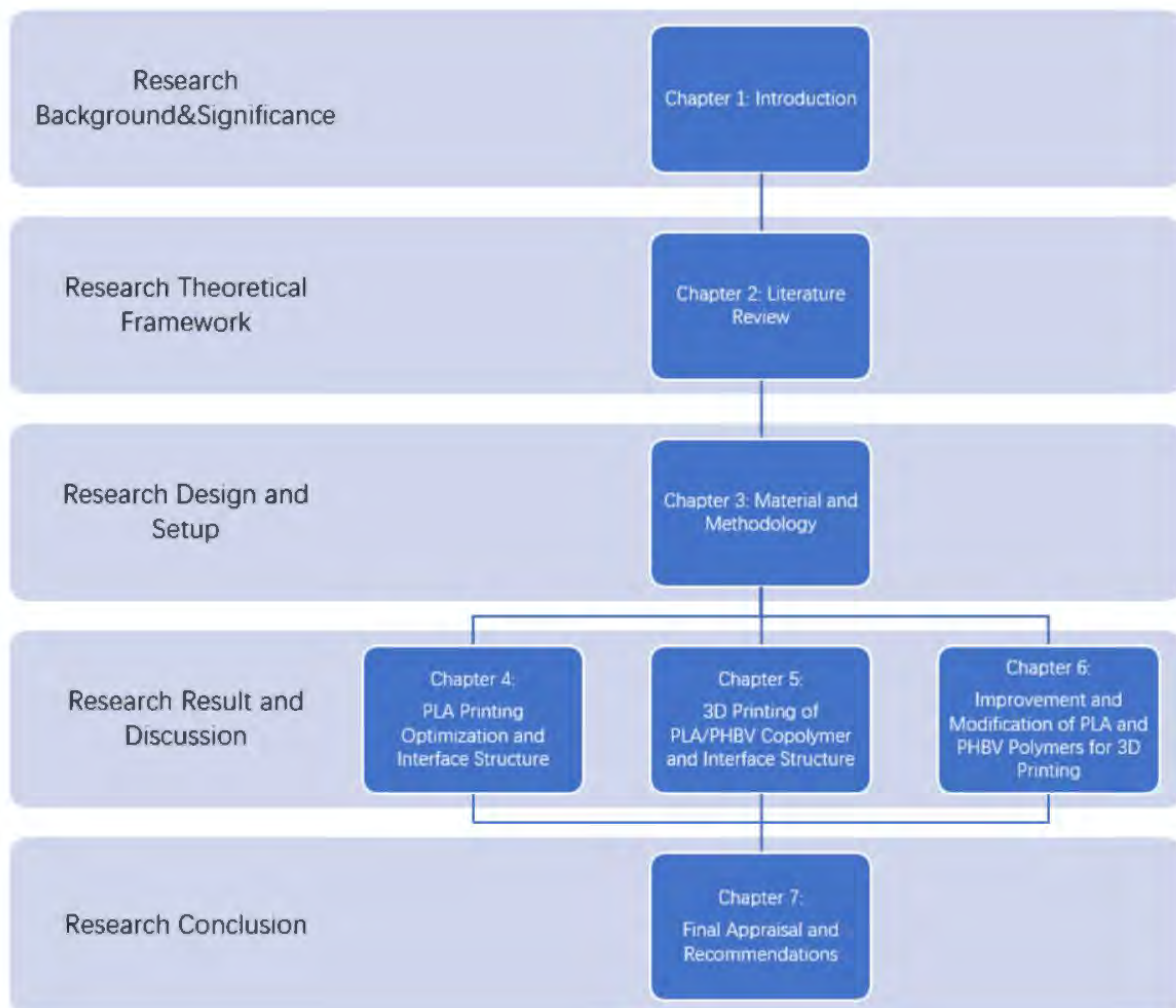 Research
Background&Significance
Chapter 1: Introduction
Research Theoretical
Framework
Chapter 2: Literature
Review
Research Design and
Setup
Chapter 3: Material and
Methodology
Research Result and
Discussion
Chapter 4:
PLA Printing
Optimization and
Interface Structure
Chapter 5:
3D Printing of
PLA/PHBV Copolymer
and Interface Structure
Chapter 6:
Improvement and
Modification of PLA and
PHBV Polymers for 3D
Printing
Research Conclusion
Chapter 7:
Final Appraisal and
Recommendations